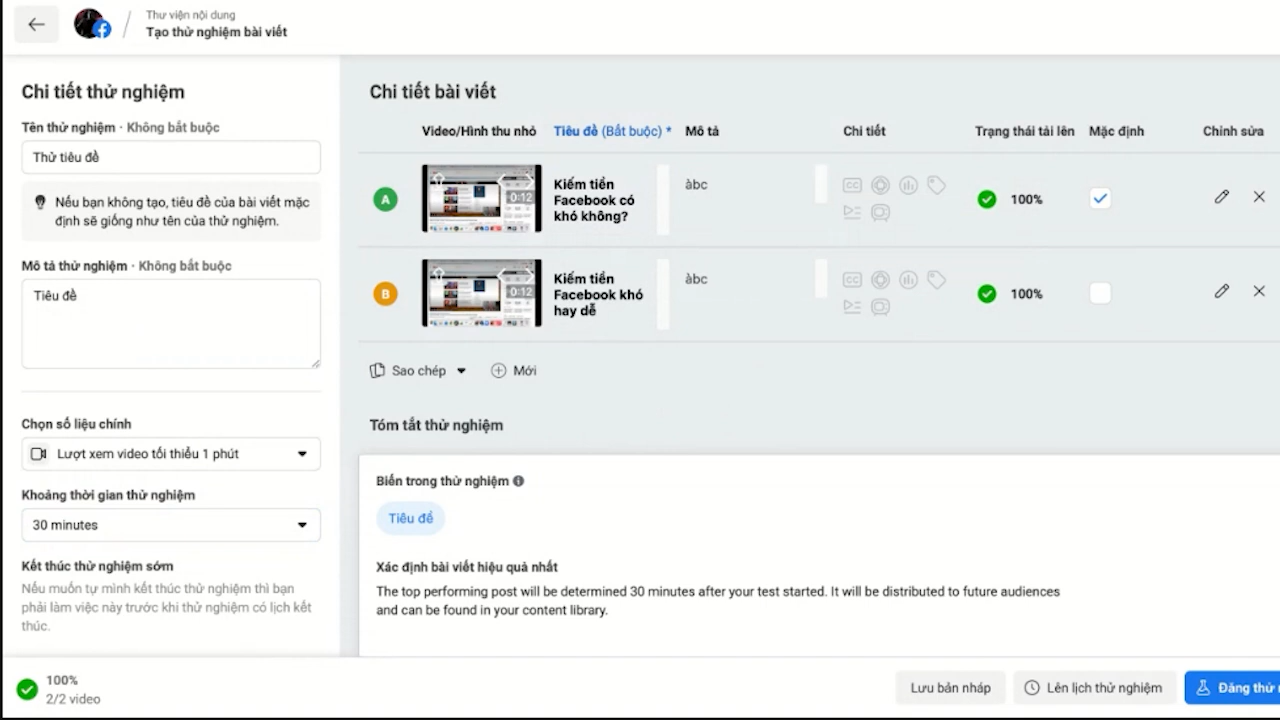 Thư viện nội dung
Tạo thử nghiệm bài viết
Chi tiết thử nghiệm
Tên thử nghiệm · Không bắt buộc
Thử tiêu đề
Nếu bạn không tạo, tiêu đề của bài viết mặc
định sẽ giống như tên của thử nghiệm.
Mô tả thử nghiệm · Không bắt buộc
Tiêu đề
Chọn số liệu chính
Lượt xem video tối thiểu 1 phút
Khoảng thời gian thử nghiệm
30 minutes
Kết thúc thử nghiệm sớm
Nếu muốn tự mình kết thúc thử nghiệm thì bạn
phải làm việc này trước khi thử nghiệm có lịch kết
thúc.
Chi tiết bài viết
Video/Hình thu nhỏ Tiêu đề (Bắt buộc) * Mô tả Chi tiết Trạng thái tải lên Mặc định Chỉnh sửa
A 0:12 Kiếm tiền
Facebook có
khó không? àbc CC 100%
B 0:12 Kiếm tiền
Facebook khó
hay dễ àbc CC 100%
Sao chép Mới
Tóm tắt thử nghiệm
Biến trong thử nghiệm
Tiêu đề
Xác định bài viết hiệu quả nhất
The top performing post will be determined 30 minutes after your test started. It will be distributed to future audiences
and can be found in your content library.
100%
2/2 video
Lưu bản nháp Lên lịch thử nghiệm Đăng thử